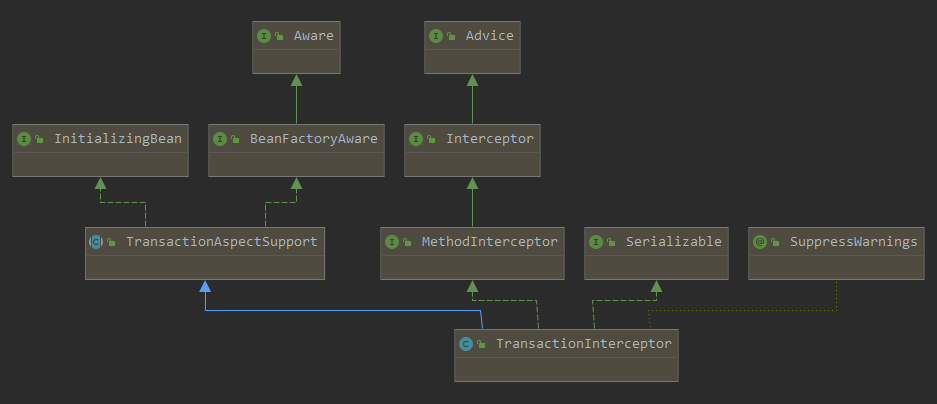 Aware
Advice
InitializingBean
BeanFactoryAware
Interceptor
TransactionAspectSupport
MethodInterceptor
Serializable
SuppressWarnings
TransactionInterceptor